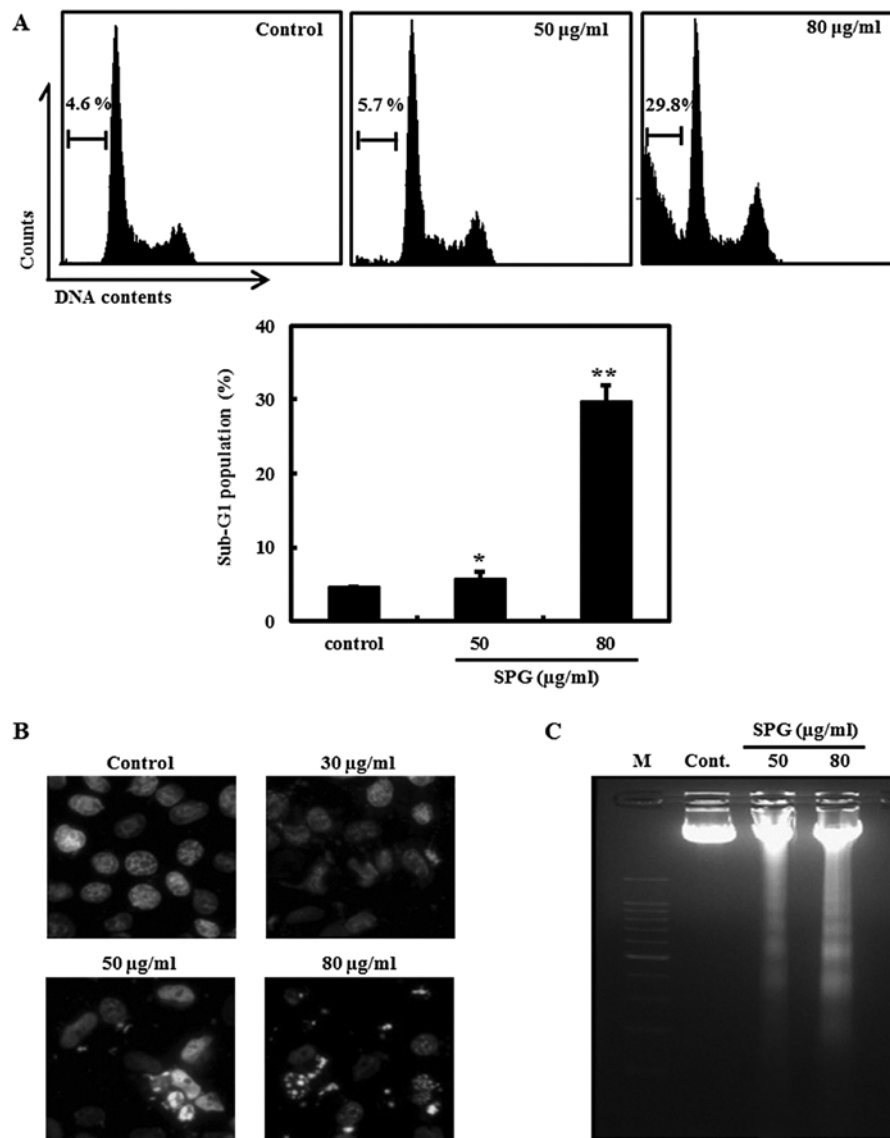 A
Control
50 µg/ml
80 µg/ml
4.6 %
5.7 %
29.8%
Counts
DNA contents
40
30
20
10
0
Sub-G1 population (%)
*
**
control
50
80
SPG (µg/ml)
B
Control
30 µg/ml
50 µg/ml
80 µg/ml
C
SPG (µg/ml)
M
Cont.
50
80